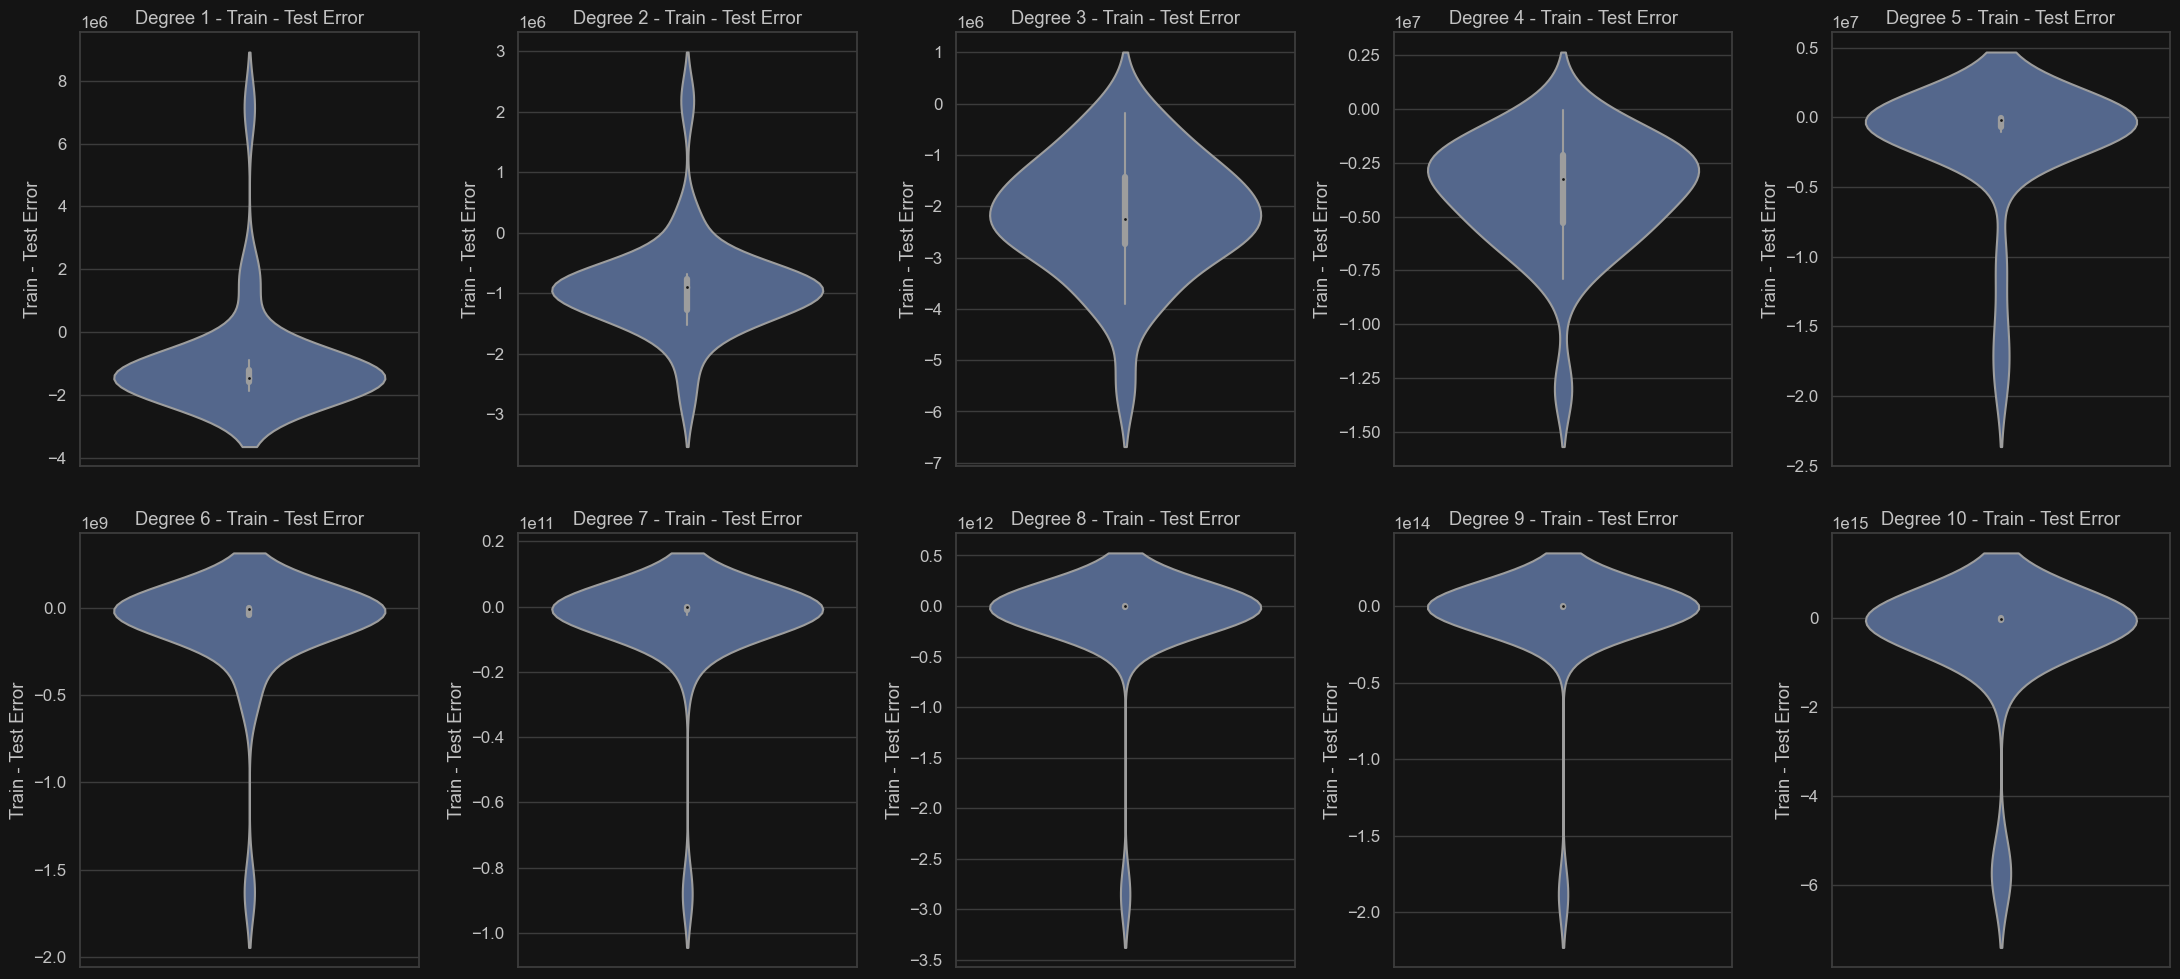 Degree 1 - Train - Test Error
1e6
Train - Test Error
8
6
4
2
0
−2
−4
Degree 2 - Train - Test Error
1e6
Train - Test Error
3
2
1
0
−1
−2
−3
Degree 3 - Train - Test Error
1e6
Train - Test Error
1
0
−1
−2
−3
−4
−5
−6
−7
Degree 4 - Train - Test Error
1e7
Train - Test Error
0.25
0.00
−0.25
−0.50
−0.75
−1.00
−1.25
−1.50
Degree 5 - Train - Test Error
1e7
Train - Test Error
0.5
0.0
−0.5
−1.0
−1.5
−2.0
−2.5
Degree 6 - Train - Test Error
1e9
Train - Test Error
0.0
−0.5
−1.0
−1.5
−2.0
Degree 7 - Train - Test Error
1e11
Train - Test Error
0.2
0.0
−0.2
−0.4
−0.6
−0.8
−1.0
Degree 8 - Train - Test Error
1e12
Train - Test Error
0.5
0.0
−0.5
−1.0
−1.5
−2.0
−2.5
−3.0
−3.5
Degree 9 - Train - Test Error
1e14
Train - Test Error
0.0
−0.5
−1.0
−1.5
−2.0
Degree 10 - Train - Test Error
1e15
Train - Test Error
0
−2
−4
−6